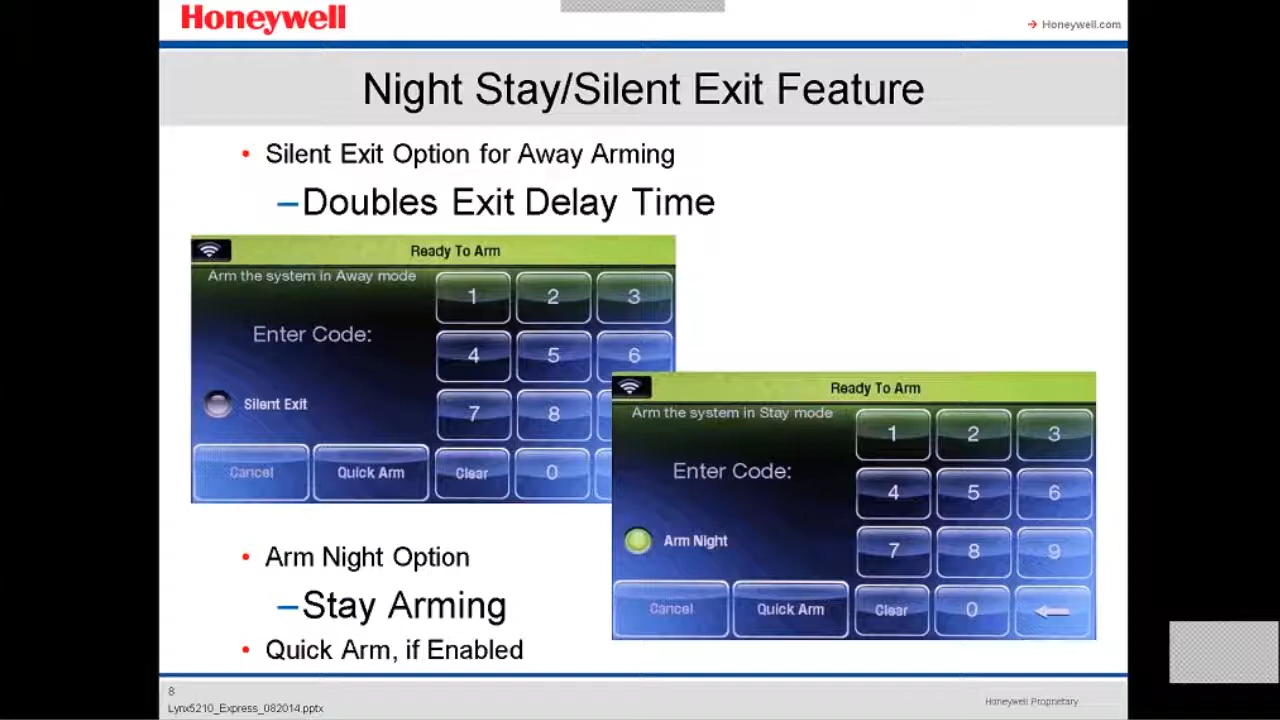 Honeywell
→ Honeywell.com
Night Stay/Silent Exit Feature
• Silent Exit Option for Away Arming
–Doubles Exit Delay Time
Ready To Arm
Arm the system in Away mode
1 2 3
Enter Code:
4 5 6
Silent Exit
7 8
Cancel Quick Arm Clear 0
Ready To Arm
Arm the system in Stay mode
1 2 3
Enter Code:
4 5 6
Arm Night
7 8 9
Cancel Quick Arm Clear 0
• Arm Night Option
–Stay Arming
• Quick Arm, if Enabled
8
Lynx5210_Express_082014.pptx
Honeywell Proprietary